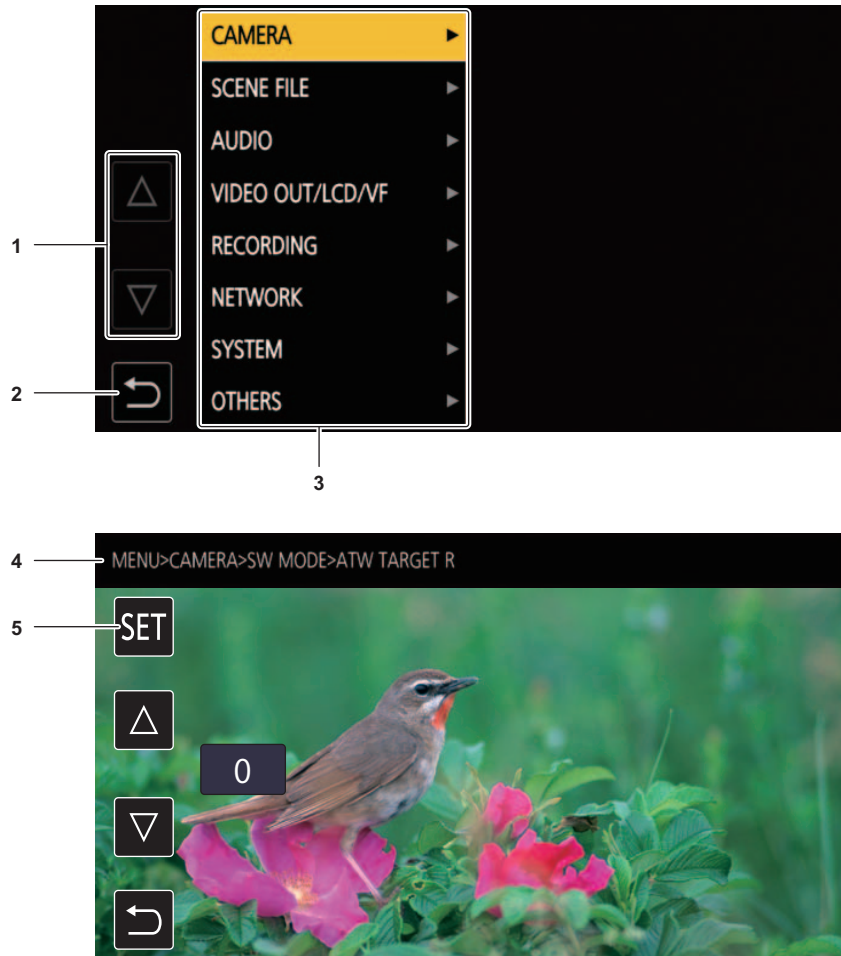 CAMERA
SCENE FILE
AUDIO
VIDEO OUT/LCD/VF
1
RECORDING
NETWORK
SYSTEM
2
OTHERS
3
4
MENU>CAMERA>SW MODE>ATW TARGET R
5
SET
0